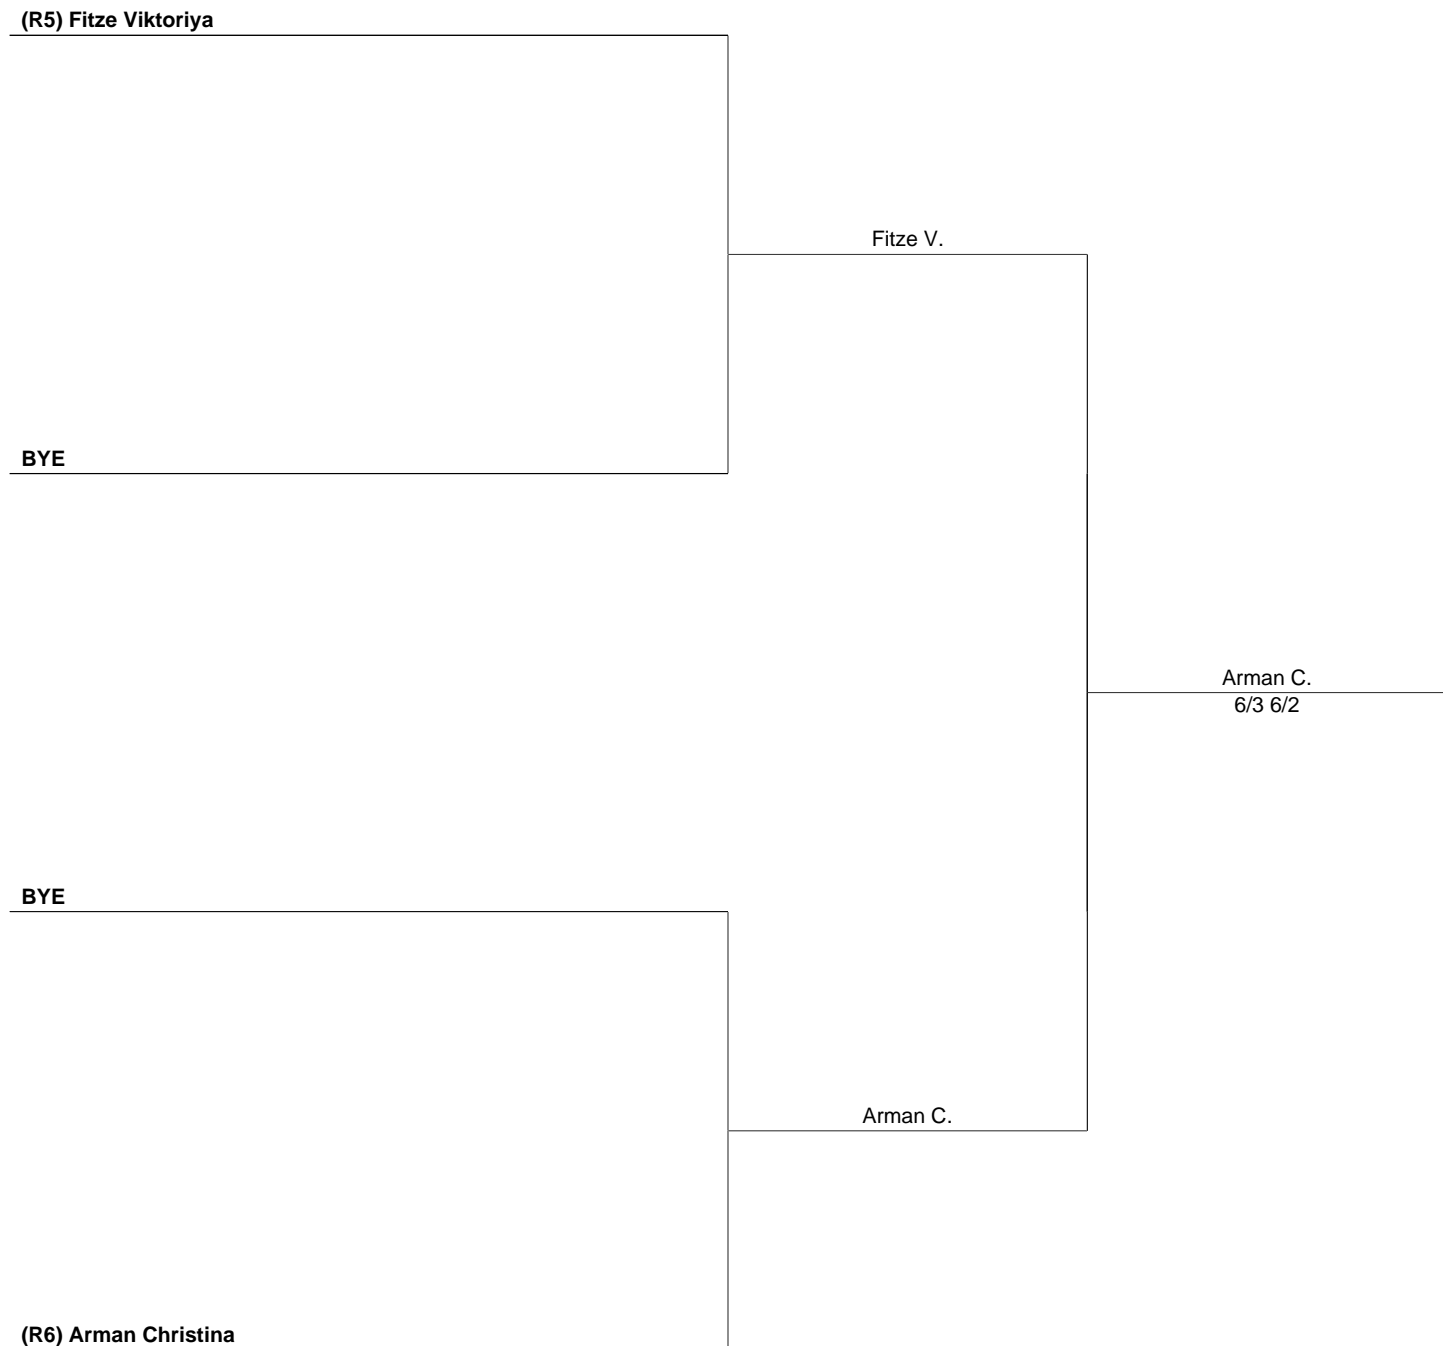 (R5) Fitze Viktoriya
Fitze V.
BYE
Arman C.
6/3 6/2
BYE
Arman C.
(R6) Arman Christina